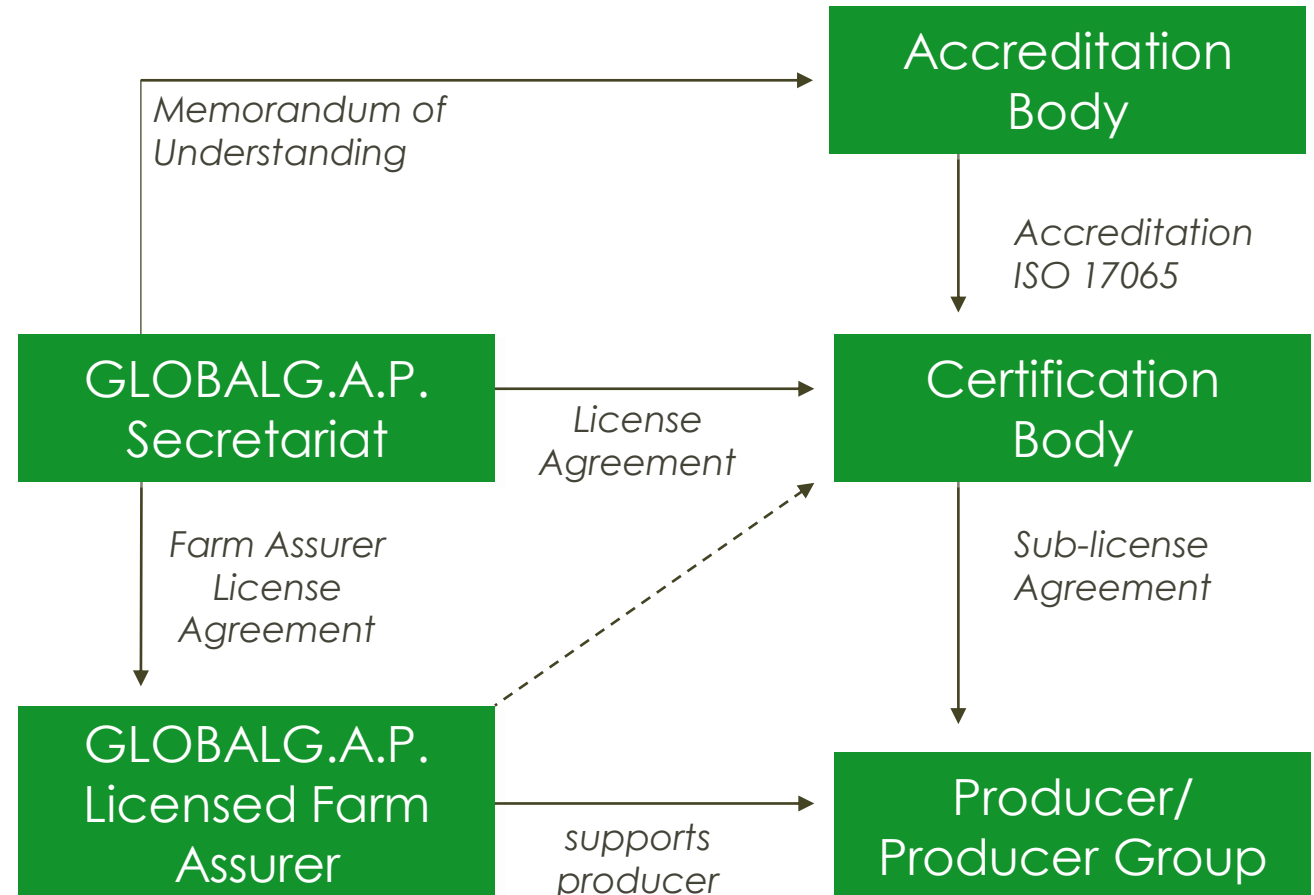 Accreditation
Body
Memorandum of
Understanding
Accreditation
ISO 17065
GLOBALG.A.P.
Secretariat
License
Agreement
Certification
Body
Farm Assurer
License
Agreement
Sub-license
Agreement
GLOBALG.A.P.
Licensed Farm
Assurer
supports
producer
Producer/
Producer Group